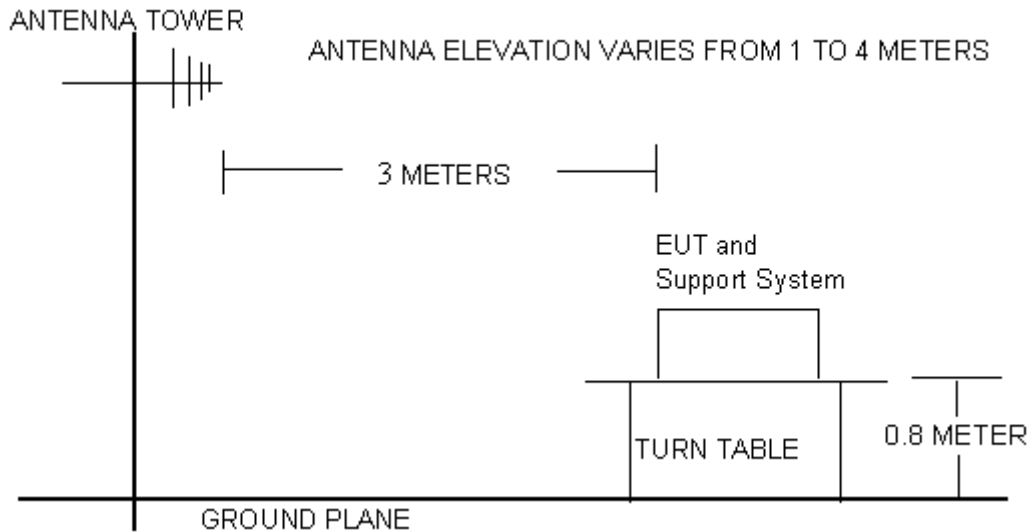 ANTENNA TOWER
ANTENNA ELEVATION VARIES FROM 1 TO 4 METERS
3 METERS
EUT and
Support System
0.8 METER
TURN TABLE
GROUND PLANE